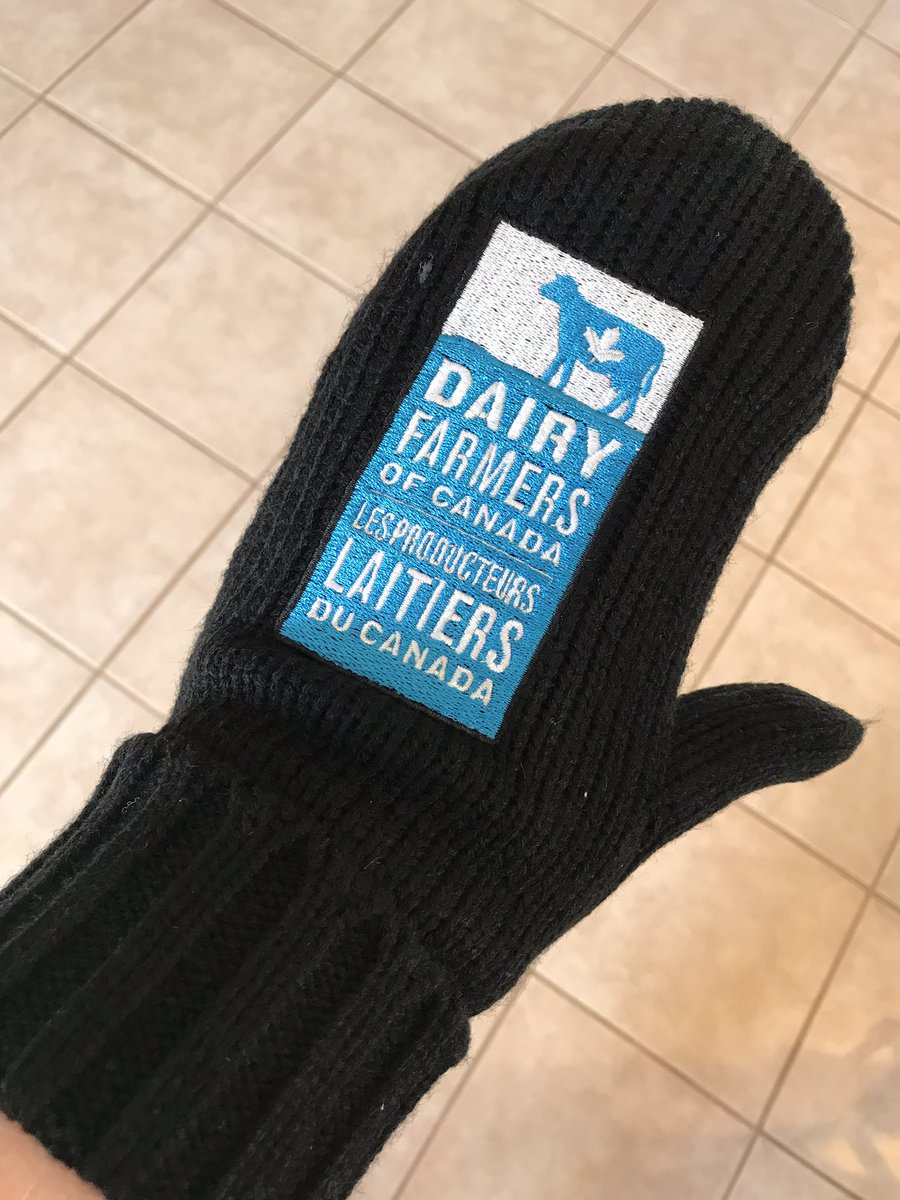 DAIRY
FARMERS
OF CANADA
LES PRODUCTEURS
LAITIERS
DU CANADA